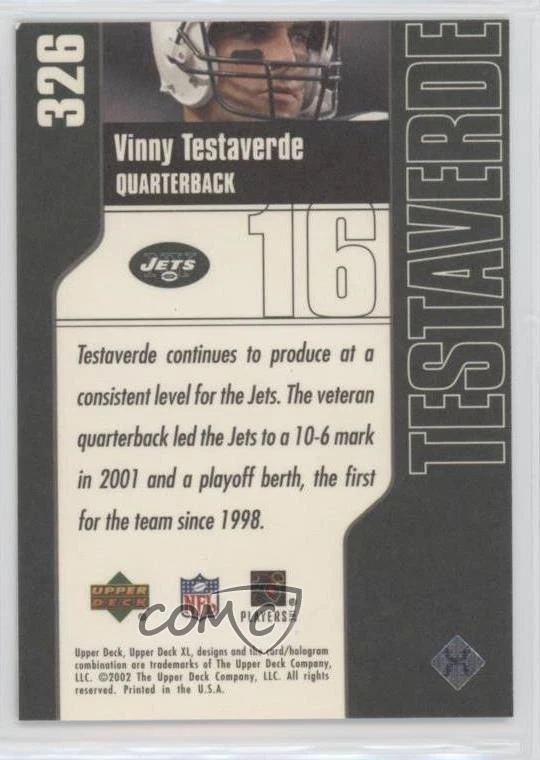 326
Vinny Testaverde
QUARTERBACK
TESTAVERDE
JETS
16
Testaverde continues to produce at a
consistent level for the Jets. The veteran
quarterback led the Jets to a 10-6 mark
in 2001 and a playoff berth, the first
for the team since 1998.
UPPER
DECK
NFL
PLAYERS
COMC
Upper Deck, Upper Deck XL, designs and the card/hologram
combination are trademarks of The Upper Deck Company,
LLC. ©2002 The Upper Deck Company, LLC. All rights
reserved. Printed in the U.S.A.